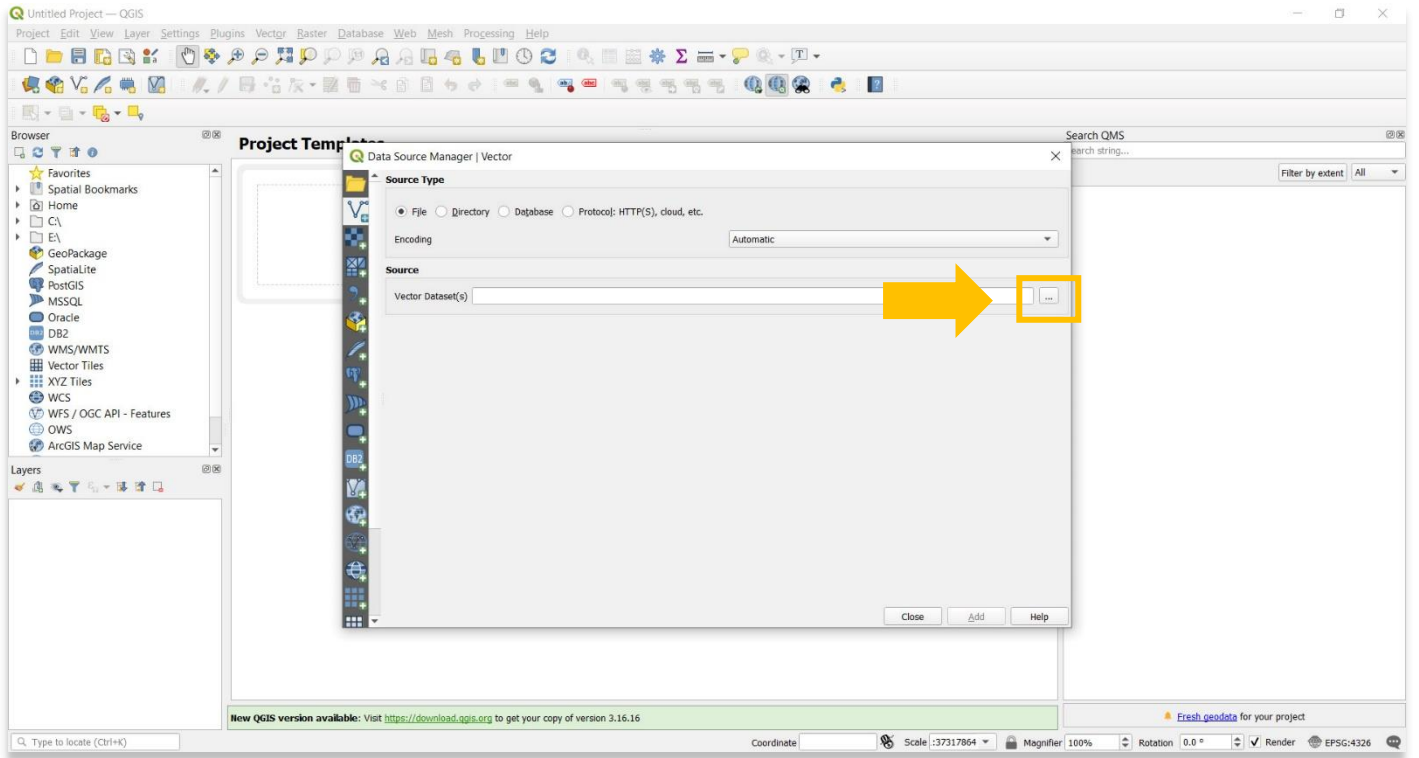 Untitled Project — QGIS
Project Edit View Layer Settings Plugins Vector Raster Database Web Mesh Processing Help
Browser
Favorites
Spatial Bookmarks
Home
C:\
E:\
GeoPackage
SpatiaLite
PostGIS
MSSQL
Oracle
DB2
WMS/WMTS
Vector Tiles
XYZ Tiles
WCS
WFS / OGC API - Features
OWS
ArcGIS Map Service
Layers
Project Templates
Data Source Manager | Vector
Source Type
File Directory Database Protocol: HTTP(S), cloud, etc.
Encoding Automatic
Source
Vector Dataset(s) ...
DB2
Close Add Help
Search QMS
search string...
Filter by extent All
New QGIS version available: Visit https://download.qgis.org to get your copy of version 3.16.16
Fresh geodata for your project
Type to locate (Ctrl+K) Coordinate Scale :37317864 Magnifier 100% Rotation 0.0 ° Render EPSG:4326